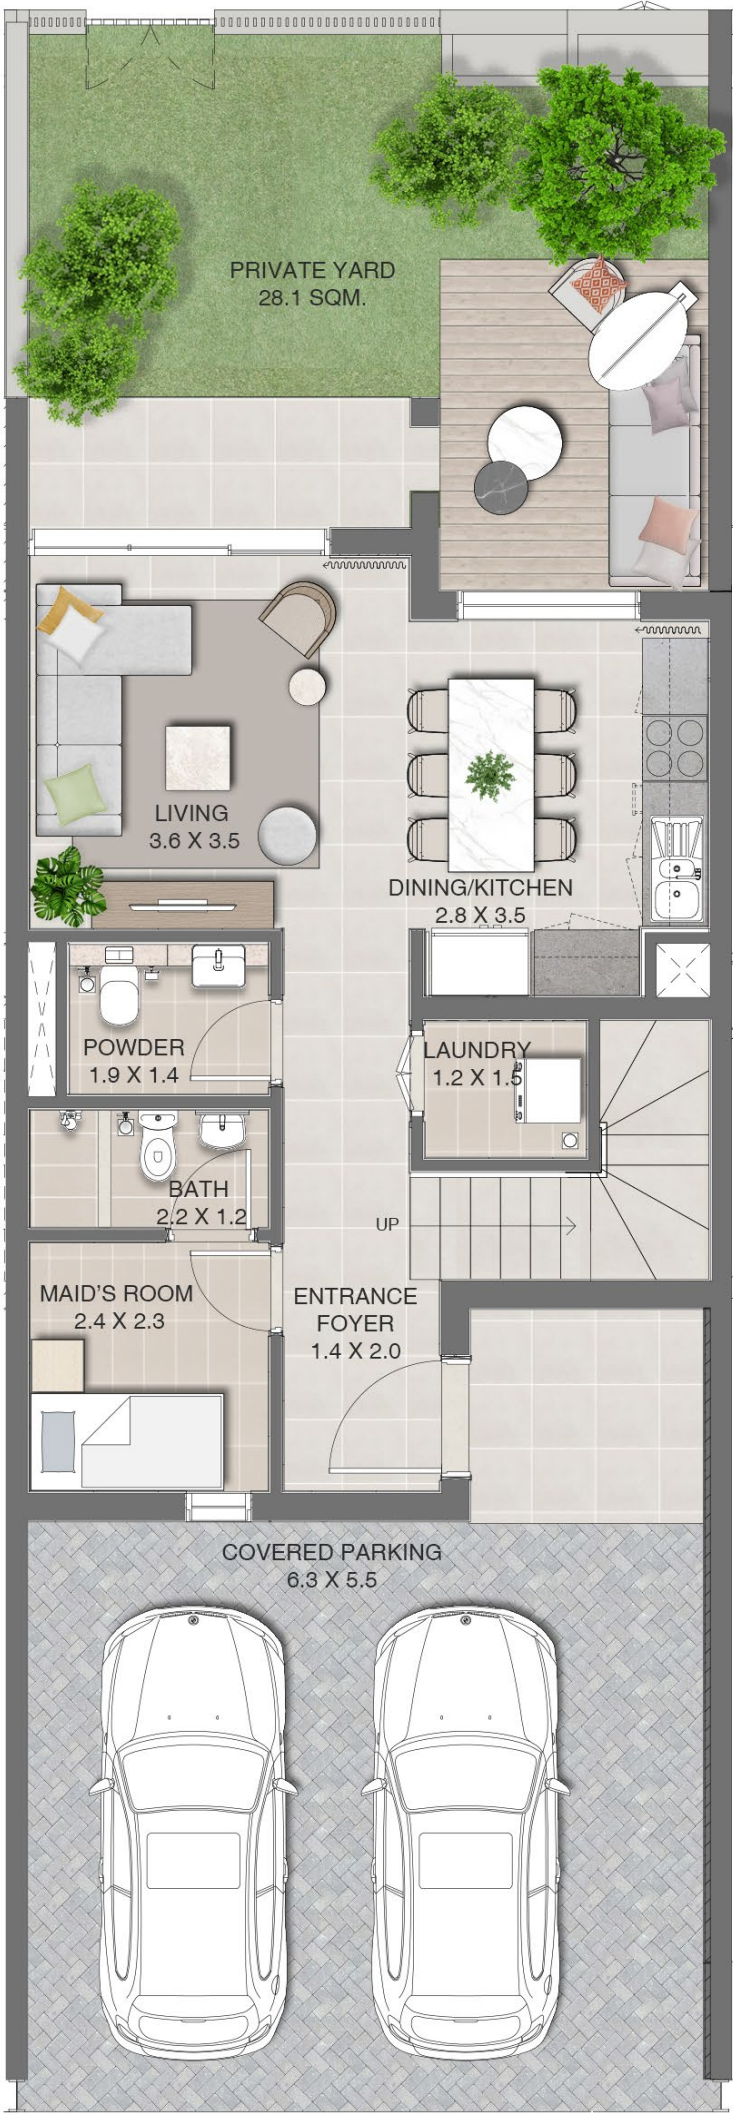 PRIVATE YARD
28.1 SQM.
LIVING
3.6 X 3.5
DINING/KITCHEN
2.8 X 3.5
POWDER
1.9 X 1.4
LAUNDRY
1.2 X 1.5
BATH
2.2 X 1.2
UP
MAID'S ROOM
2.4 X 2.3
ENTRANCE
FOYER
1.4 X 2.0
COVERED PARKING
6.3 X 5.5